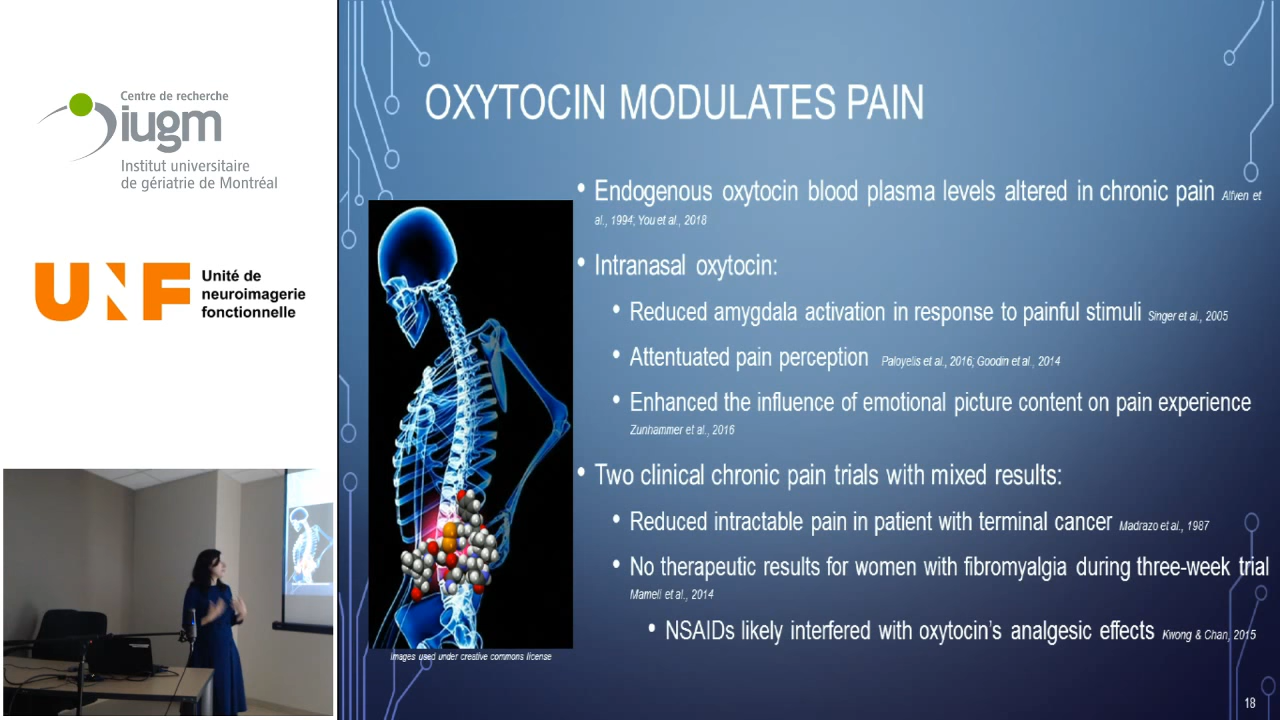 Centre de recherche
iugm
Institut universitaire
de gériatrie de Montréal
UNF
Unité de
neuroimagerie
fonctionnelle
OXYTOCIN MODULATES PAIN
• Endogenous oxytocin blood plasma levels altered in chronic pain Alfven et
al., 1994; You et al., 2018
• Intranasal oxytocin:
• Reduced amygdala activation in response to painful stimuli Singer et al., 2005
• Attentuated pain perception Paloyelis et al., 2016; Goodin et al., 2014
• Enhanced the influence of emotional picture content on pain experience
Zunhammer et al., 2016
• Two clinical chronic pain trials with mixed results:
• Reduced intractable pain in patient with terminal cancer Madrazo et al., 1987
• No therapeutic results for women with fibromyalgia during three-week trial
Mameli et al., 2014
• NSAIDs likely interfered with oxytocin's analgesic effects Kwong & Chan, 2015
Images used under creative commons license
18